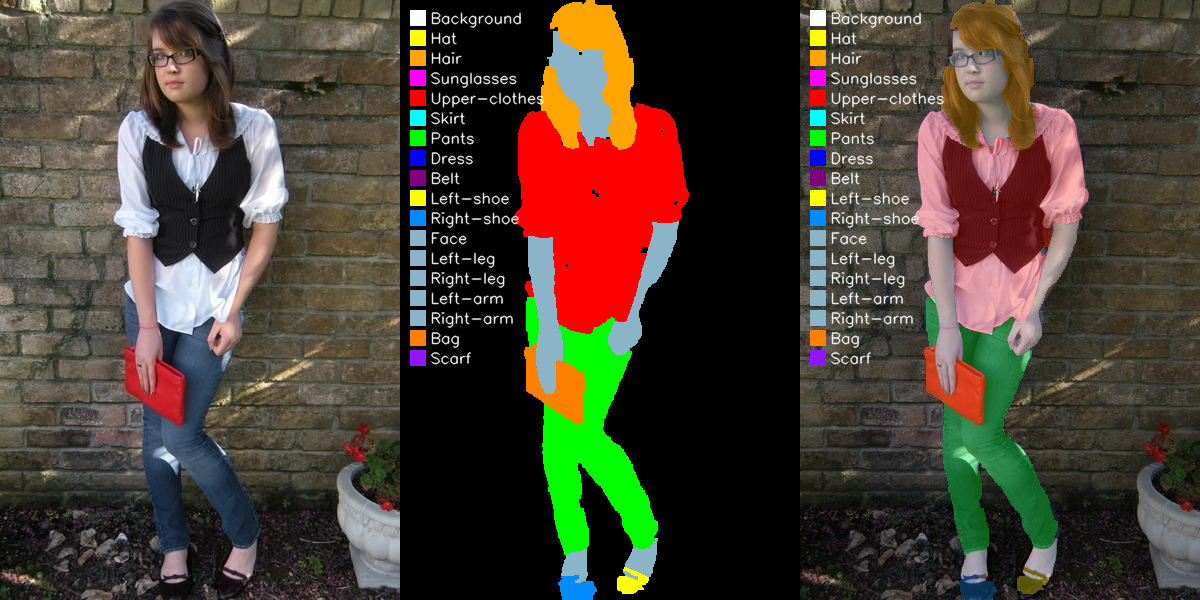 Background
Hat
Hair
Sunglasses
Upper-clothes
Skirt
Pants
Dress
Belt
Left-shoe
Right-shoe
Face
Left-leg
Right-leg
Left-arm
Right-arm
Bag
Scarf
Background
Hat
Hair
Sunglasses
Upper-clothes
Skirt
Pants
Dress
Belt
Left-shoe
Right-shoe
Face
Left-leg
Right-leg
Left-arm
Right-arm
Bag
Scarf